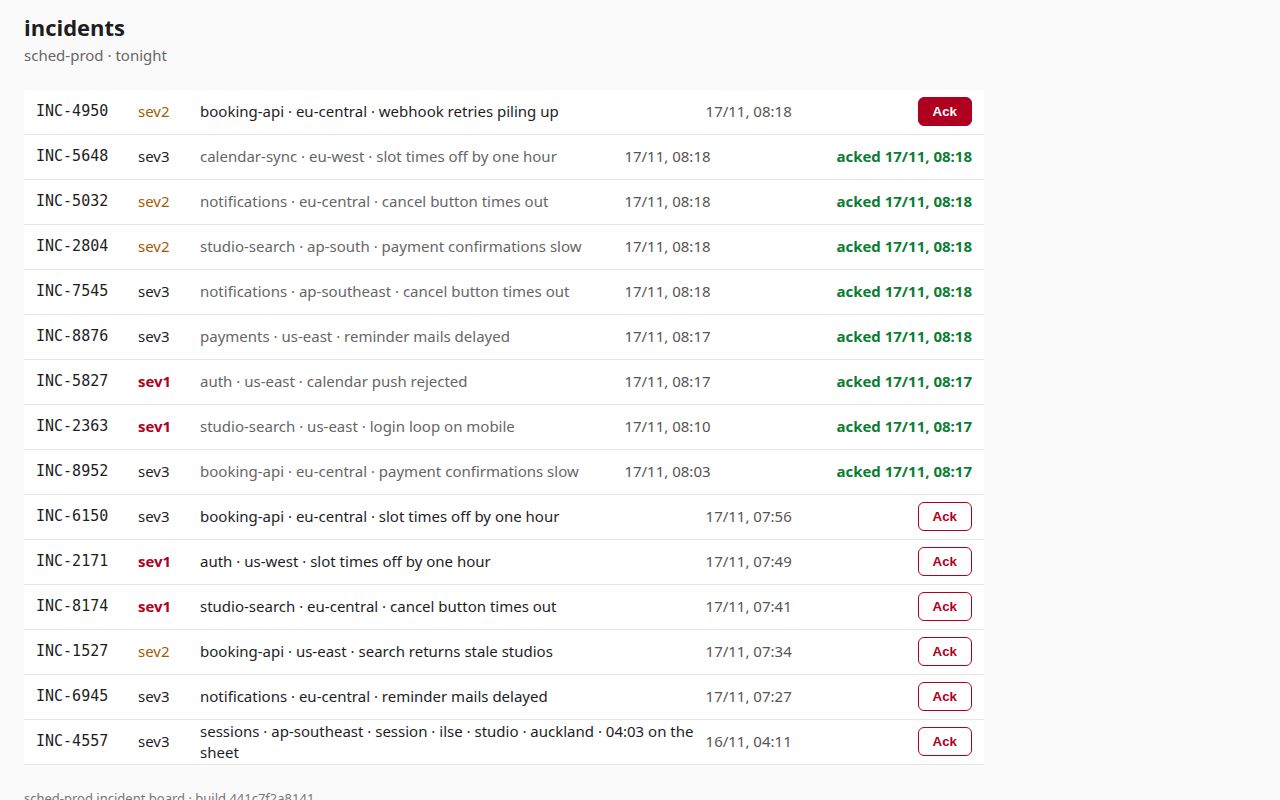 incidents
sched-prod · tonight
INC-4950 sev2 booking-api · eu-central · webhook retries piling up 17/11, 08:18 Ack
INC-5648 sev3 calendar-sync · eu-west · slot times off by one hour 17/11, 08:18 acked 17/11, 08:18
INC-5032 sev2 notifications · eu-central · cancel button times out 17/11, 08:18 acked 17/11, 08:18
INC-2804 sev2 studio-search · ap-south · payment confirmations slow 17/11, 08:18 acked 17/11, 08:18
INC-7545 sev3 notifications · ap-southeast · cancel button times out 17/11, 08:18 acked 17/11, 08:18
INC-8876 sev3 payments · us-east · reminder mails delayed 17/11, 08:17 acked 17/11, 08:18
INC-5827 sev1 auth · us-east · calendar push rejected 17/11, 08:17 acked 17/11, 08:17
INC-2363 sev1 studio-search · us-east · login loop on mobile 17/11, 08:10 acked 17/11, 08:17
INC-8952 sev3 booking-api · eu-central · payment confirmations slow 17/11, 08:03 acked 17/11, 08:17
INC-6150 sev3 booking-api · eu-central · slot times off by one hour 17/11, 07:56 Ack
INC-2171 sev1 auth · us-west · slot times off by one hour 17/11, 07:49 Ack
INC-8174 sev1 studio-search · eu-central · cancel button times out 17/11, 07:41 Ack
INC-1527 sev2 booking-api · us-east · search returns stale studios 17/11, 07:34 Ack
INC-6945 sev3 notifications · eu-central · reminder mails delayed 17/11, 07:27 Ack
INC-4557 sev3 sessions · ap-southeast · session · ilse · studio · auckland · 04:03 on the 16/11, 04:11 Ack
sheet
sched-prod incident board · build 441c7f2a8141